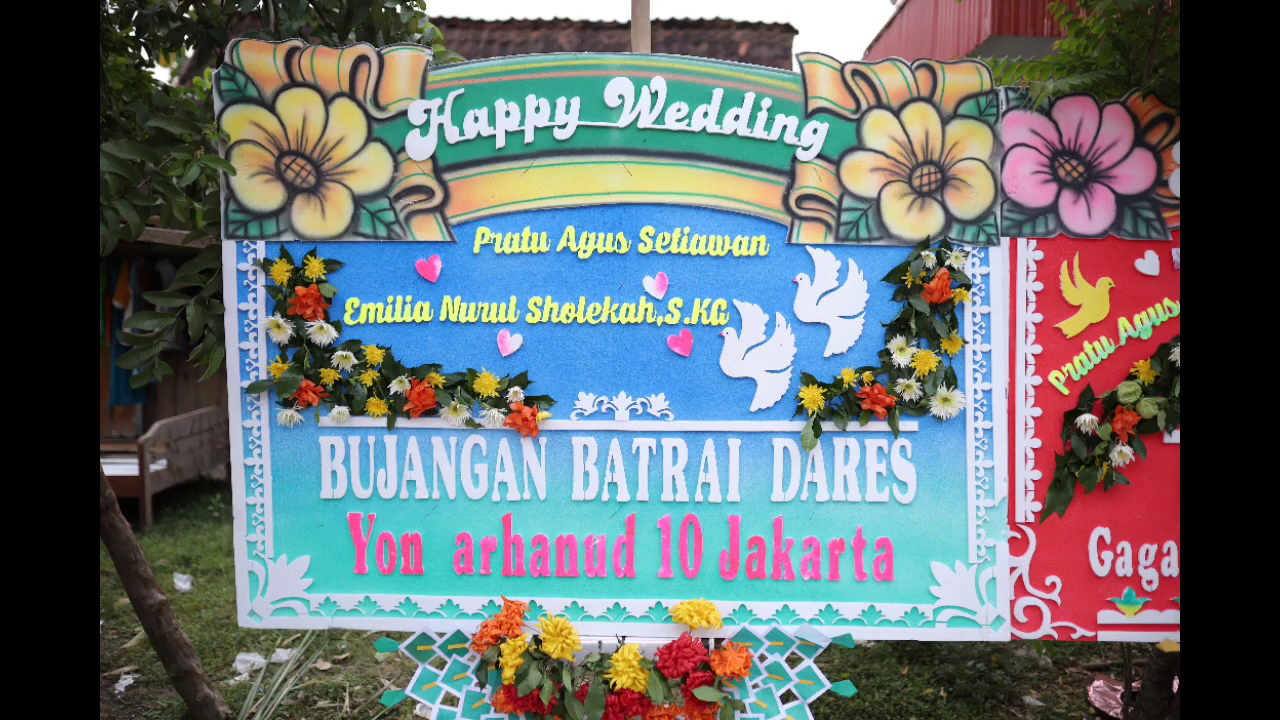 Happy Wedding
Pratu Agus Setiawan
Emilia Nurul Sholekah,S.KG
BUJANGAN BATRAI DARES
Yon arhanud 10 Jakarta
Pratu Agus
Gaga